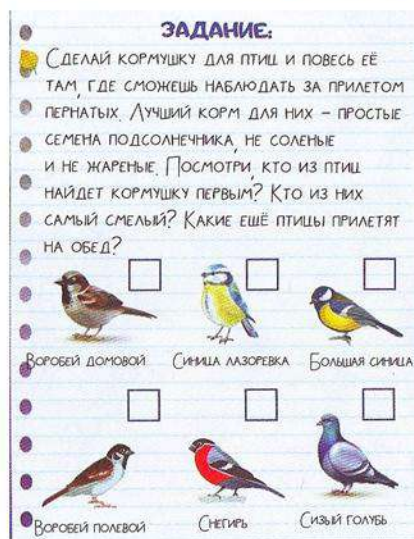 ЗАДАНИЕ:
СДЕЛАЙ КОРМУШКУ ДЛЯ ПТИЦ И ПОВЕСЬ ЕЁ
ТАМ, ГДЕ СМОЖЕШЬ НАБЛЮДАТЬ ЗА ПРИЛЕТОМ
ПЕРНАТЫХ. ЛУЧШИЙ КОРМ ДЛЯ НИХ – ПРОСТЫЕ
СЕМЕНА ПОДСОЛНЕЧНИКА, НЕ СОЛЕНЫЕ
И НЕ ЖАРЕНЫЕ. ПОСМОТРИ, КТО ИЗ ПТИЦ
НАЙДЕТ КОРМУШКУ ПЕРВЫМ? КТО ИЗ НИХ
САМЫЙ СМЕЛЫЙ? КАКИЕ ЕЩЁ ПТИЦЫ ПРИЛЕТЯТ
НА ОБЕД?
ВОРОБЕЙ ДОМОВОЙ СИНИЦА ЛАЗОРЕВКА БОЛЬШАЯ СИНИЦА
ВОРОБЕЙ ПОЛЕВОЙ СНЕГИРЬ СИЗЫЙ ГОЛУБЬ